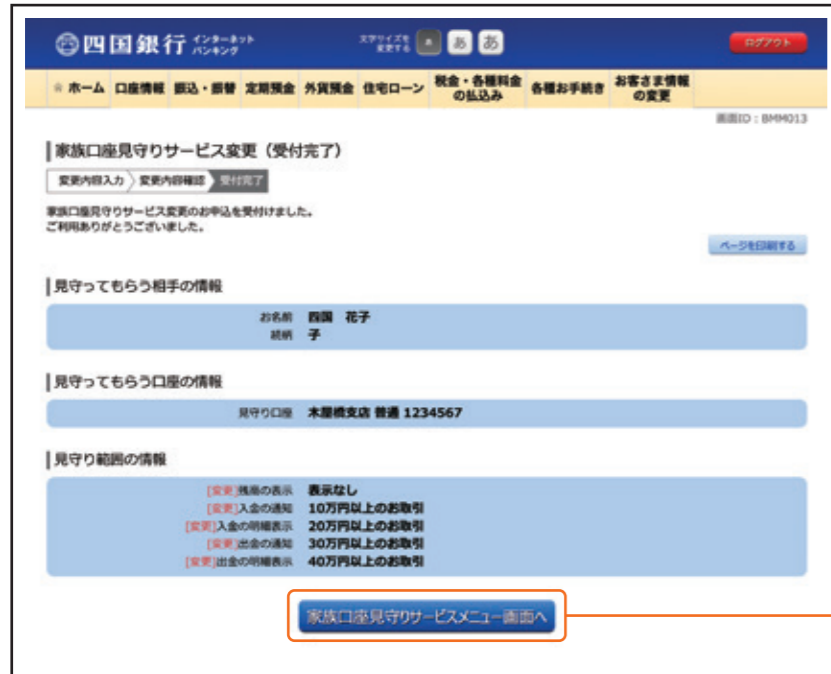 四国銀行 インターネットバンキング 文字サイズを変更する あ あ あ ログアウト
ホーム 口座情報 振込・振替 定期預金 外貨預金 住宅ローン 税金・各種料金の払込み 各種お手続き お客さま情報の変更
画面ID：BMM013
家族口座見守りサービス変更（受付完了）
変更内容入力 変更内容確認 受付完了
家族口座見守りサービス変更のお申込を受付けました。
ご利用ありがとうございました。
ページを印刷する
見守ってもらう相手の情報
お名前 四国　花子
続柄 子
見守ってもらう口座の情報
見守り口座 木屋橋支店 普通 1234567
見守り範囲の情報
[変更]残高の表示 表示なし
[変更]入金の通知 10万円以上のお取引
[変更]入金の明細表示 20万円以上のお取引
[変更]出金の通知 30万円以上のお取引
[変更]出金の明細表示 40万円以上のお取引
家族口座見守りサービスメニュー画面へ